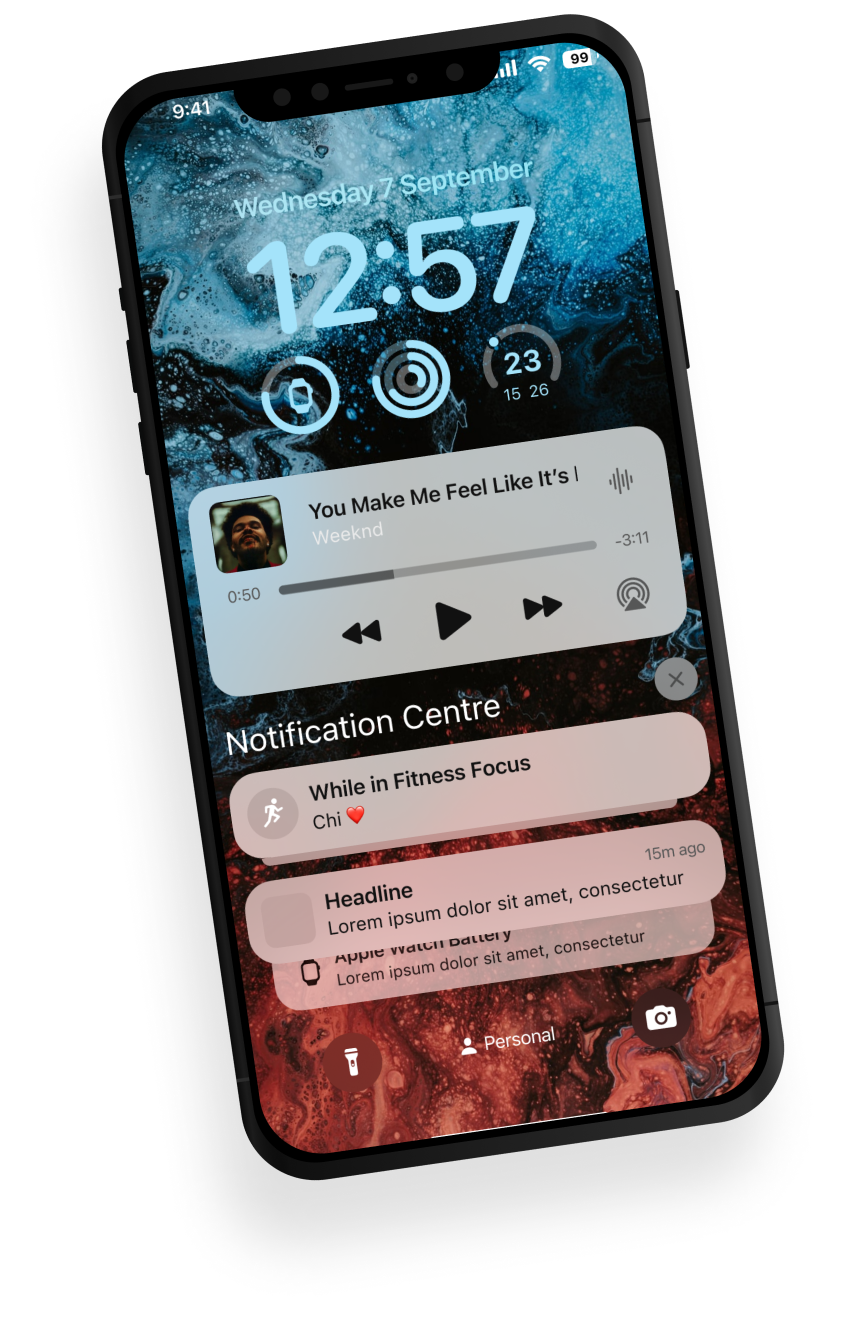 9:41
99
Wednesday 7 September
12:57
23
15 26
You Make Me Feel Like It's
Weeknd
0:50
-3:11
Notification Centre
While in Fitness Focus
Chi ❤️
15m ago
Headline
Lorem ipsum dolor sit amet, consectetur
Apple Watch Battery
Lorem ipsum dolor sit amet, consectetur
Personal